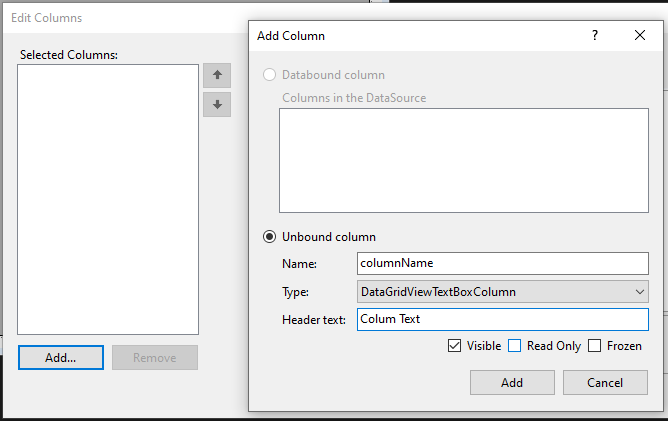 Edit Columns
Selected Columns:
Add...
Remove
Add Column
?
Databound column
Columns in the DataSource
Unbound column
Name: columnName
Type: DataGridViewTextBoxColumn
Header text: Colum Text
Visible Read Only Frozen
Add Cancel